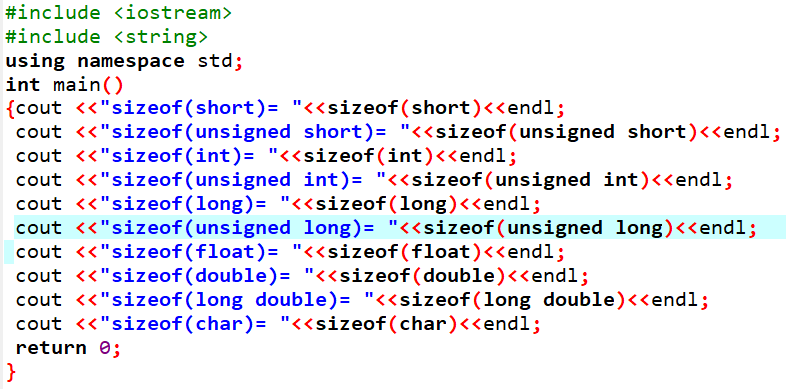 #include <iostream>
#include <string>
using namespace std;
int main()
{cout <<"sizeof(short)= "<<sizeof(short)<<endl;
cout <<"sizeof(unsigned short)= "<<sizeof(unsigned short)<<endl;
cout <<"sizeof(int)= "<<sizeof(int)<<endl;
cout <<"sizeof(unsigned int)= "<<sizeof(unsigned int)<<endl;
cout <<"sizeof(long)= "<<sizeof(long)<<endl;
cout <<"sizeof(unsigned long)= "<<sizeof(unsigned long)<<endl;
cout <<"sizeof(float)= "<<sizeof(float)<<endl;
cout <<"sizeof(double)= "<<sizeof(double)<<endl;
cout <<"sizeof(long double)= "<<sizeof(long double)<<endl;
cout <<"sizeof(char)= "<<sizeof(char)<<endl;
return 0;
}